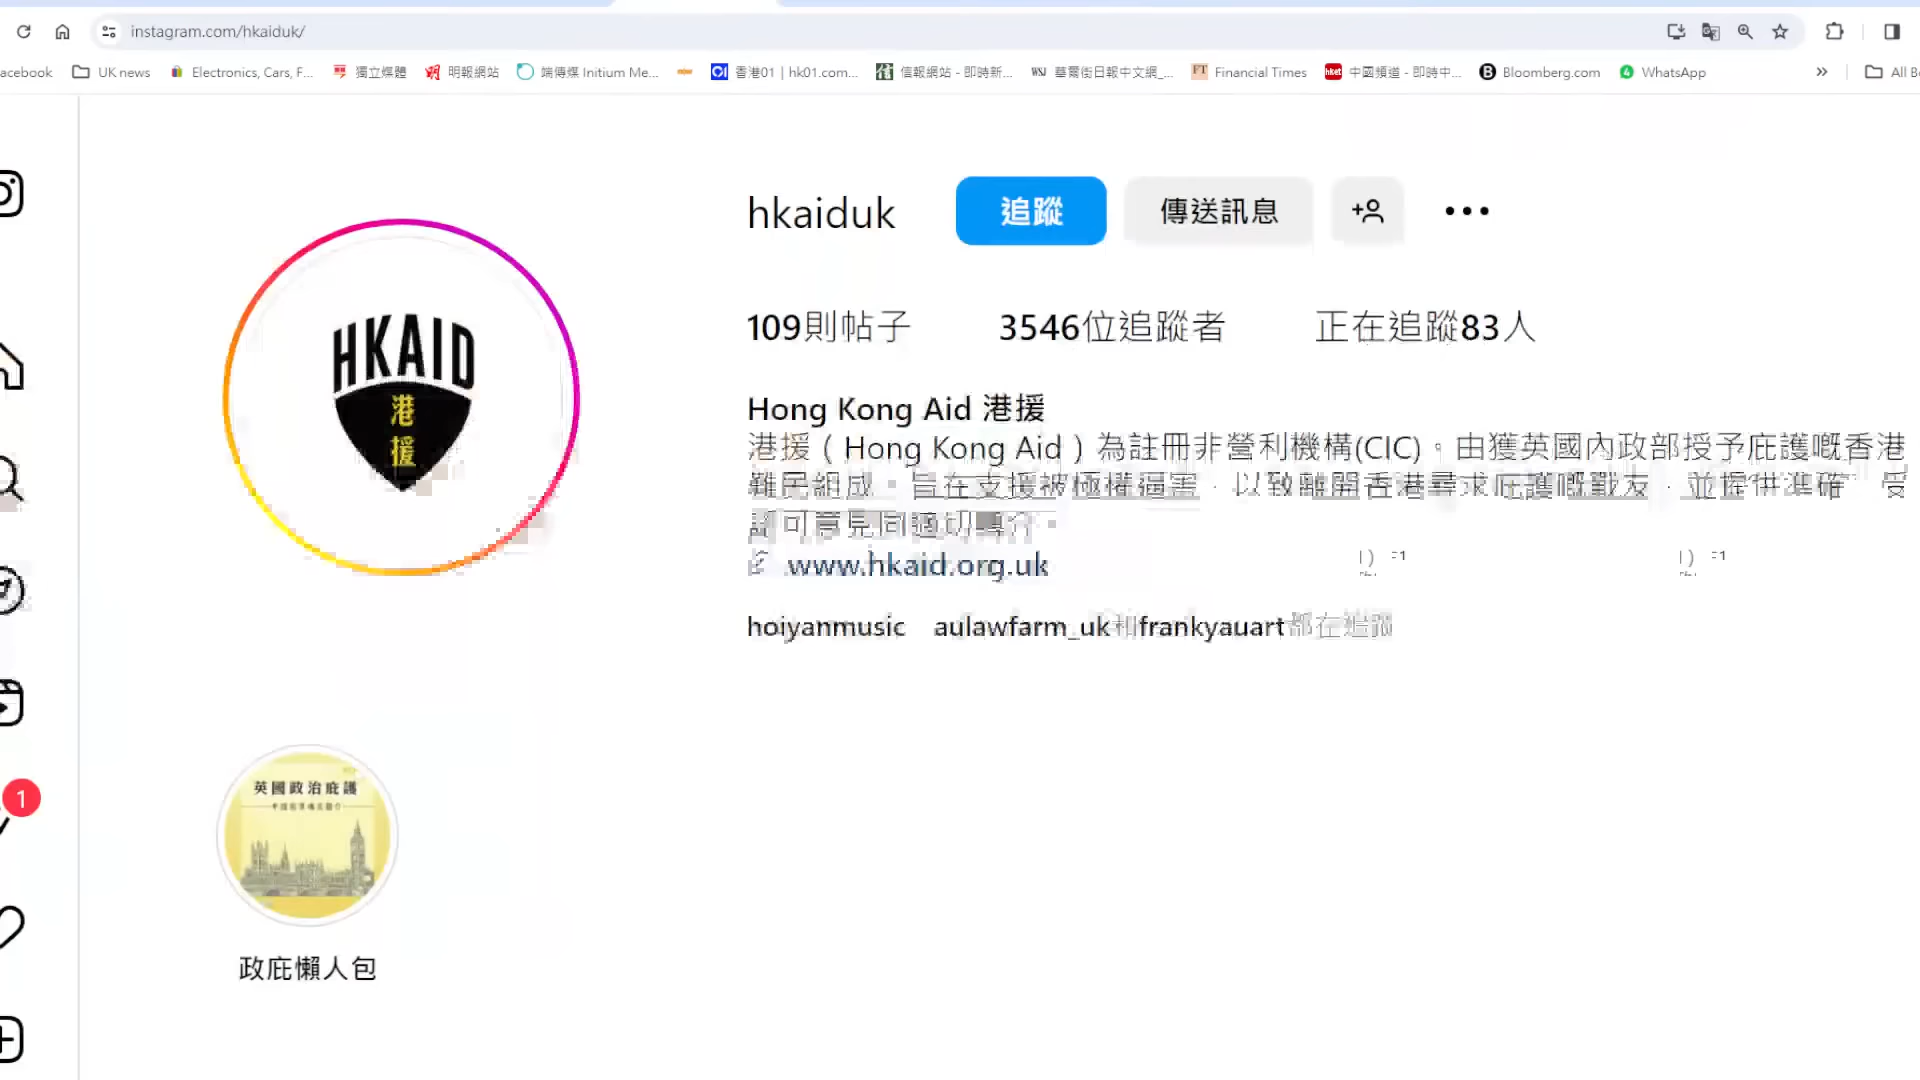 instagram.com/hkaiduk/
acebook
UK news
Electronics, Cars, F...
獨立媒體
明報網站
端傳媒 Initium Me...
香港01 | hk01.com...
信報網站 - 即時新...
華爾街日報中文網_...
Financial Times
中國頻道 - 即時中...
Bloomberg.com
WhatsApp
»
All B
hkaiduk
追蹤
傳送訊息
109則帖子
3546位追蹤者
正在追蹤83人
HKAID
港援
Hong Kong Aid 港援
港援（Hong Kong Aid）為註冊非營利機構(CIC)。由獲英國內政部授予庇護嘅香港
難民組成，旨在支援被極權逼害，以致離開香港尋求庇護嘅戰友，並提供準確、受
認可意見同適切轉介。
www.hkaid.org.uk
hoiyanmusic aulawfarm_uk和frankyauart都在追蹤
1
英國政治庇護
政庇懶人包